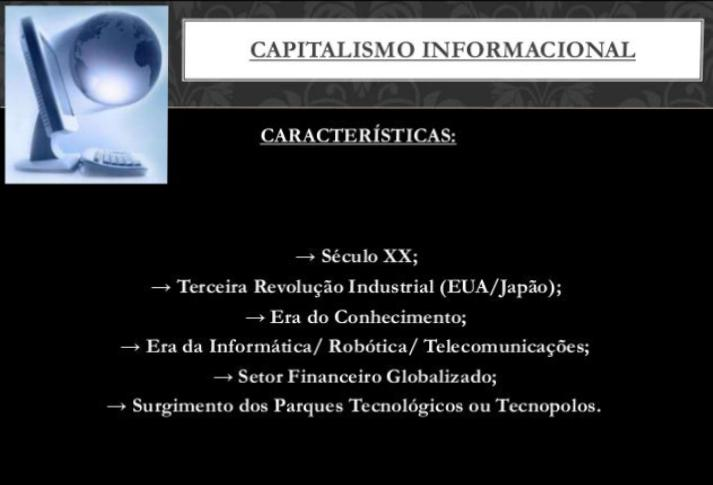 CAPITALISMO INFORMACIONAL
CARACTERÍSTICAS:
→ Século XX;
→ Terceira Revolução Industrial (EUA/Japão);
→ Era do Conhecimento;
→ Era da Informática/ Robótica/ Telecomunicações;
→ Setor Financeiro Globalizado;
→ Surgimento dos Parques Tecnológicos ou Tecnopolos.